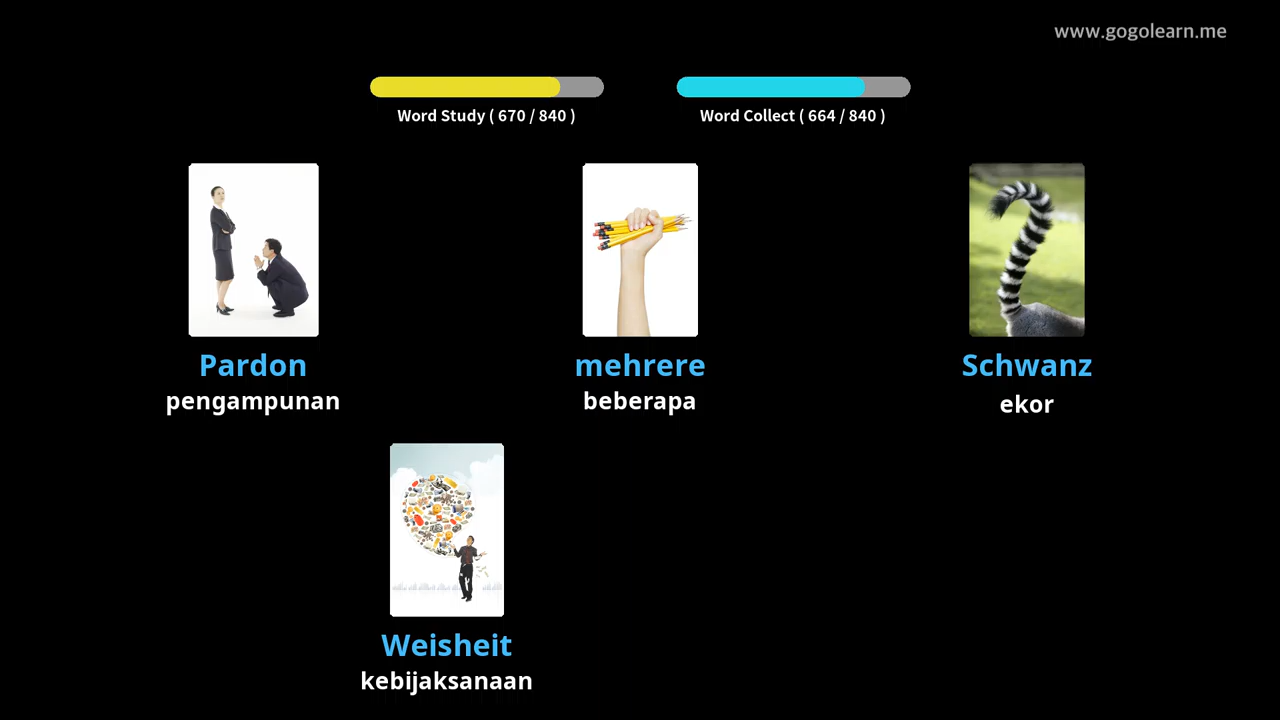 www.gogolearn.me
Word Study ( 670 / 840 )
Word Collect ( 664 / 840 )
Pardon
pengampunan
mehrere
beberapa
Schwanz
ekor
Weisheit
kebijaksanaan